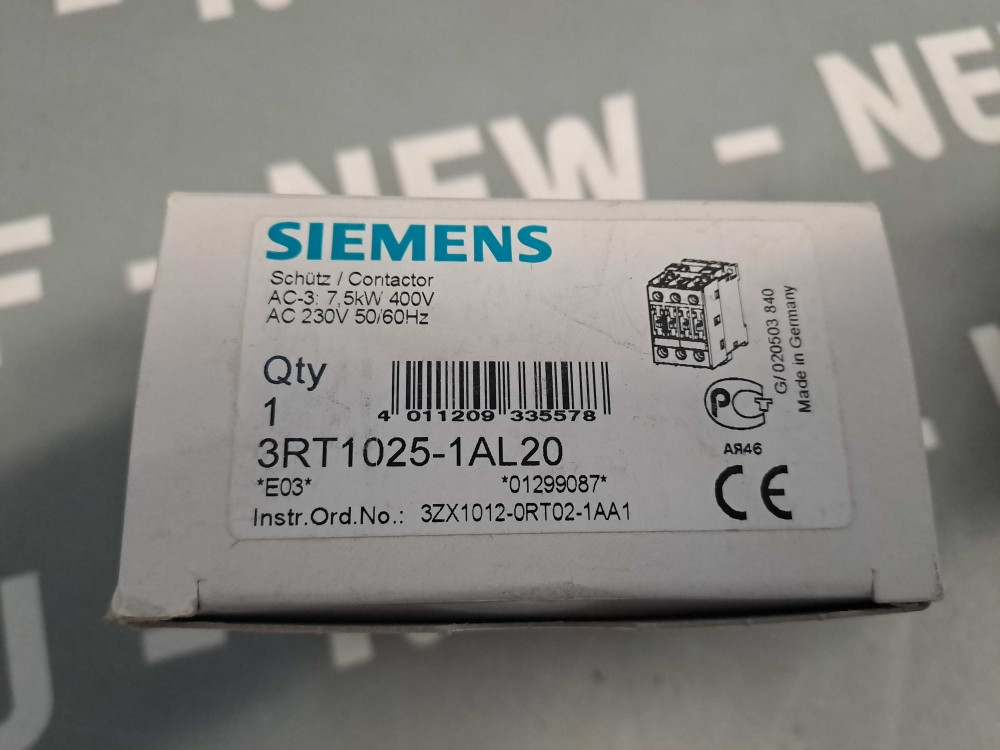 - NEW - NE
SIEMENS
Schütz / Contactor
AC-3: 7,5kW 400V
AC 230V 50/60Hz
Qty
1
4 011209 335578
3RT1025-1AL20
*E03* *01299087*
Instr.Ord.No.: 3ZX1012-0RT02-1AA1
G/020503 840
Made in Germany
АЯ46
CE